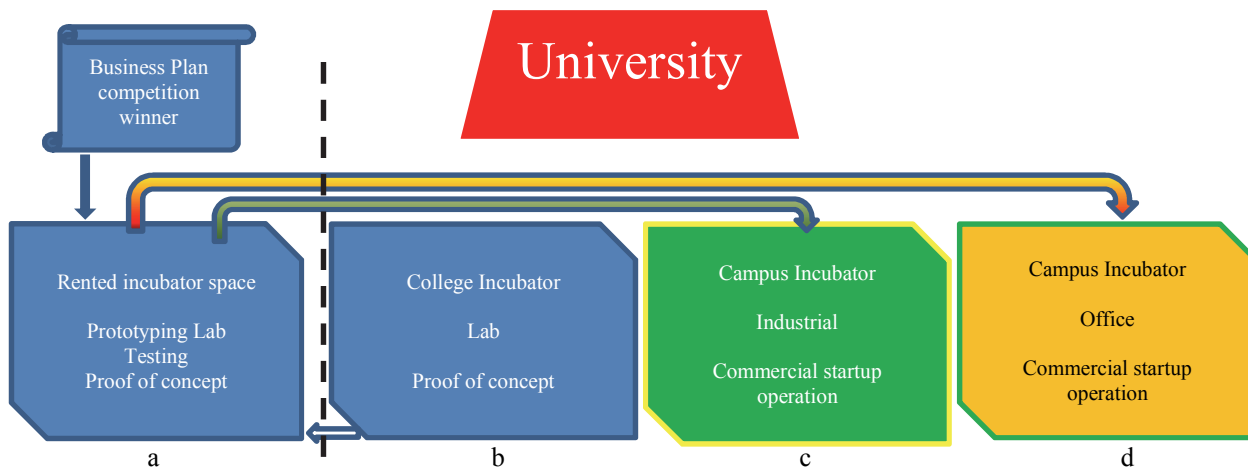 Business Plan
competition
winner
University
Rented incubator space
Prototyping Lab
Testing
Proof of concept
College Incubator
Lab
Proof of concept
Campus Incubator
Industrial
Commercial startup
operation
Campus Incubator
Office
Commercial startup
operation
a
b
c
d